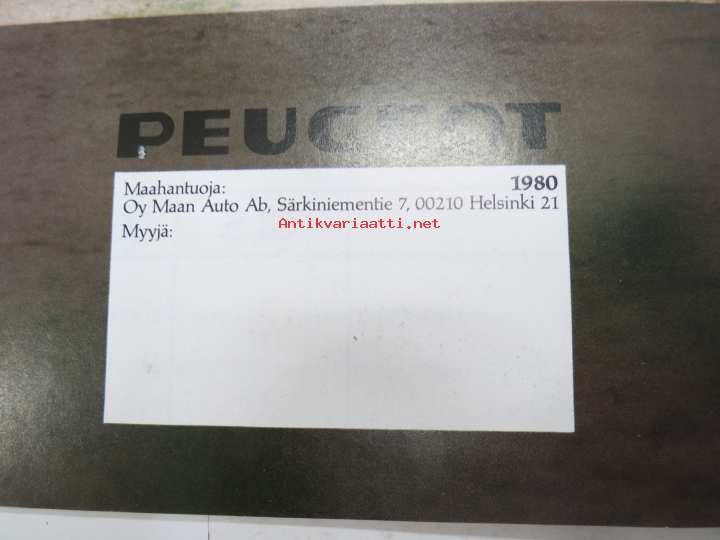 PEUGEOT
1980
Maahantuoja:
Oy Maan Auto Ab, Särkiniementie 7, 00210 Helsinki 21
Antikvariaatti.net
Myyjä: